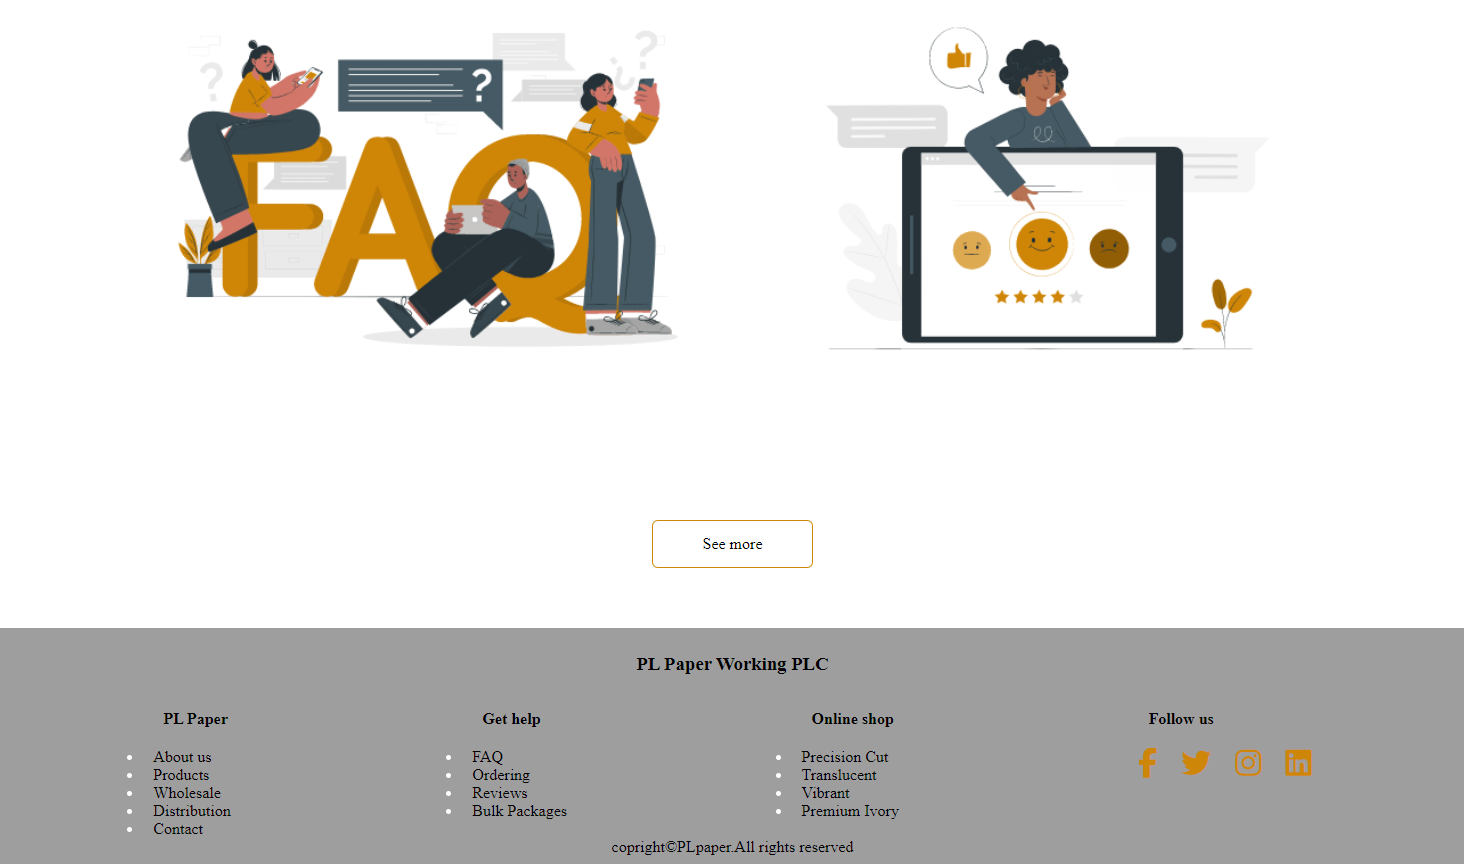 FAQ
See more
PL Paper Working PLC
PL Paper
About us
Products
Wholesale
Distribution
Contact
Get help
FAQ
Ordering
Reviews
Bulk Packages
Online shop
Precision Cut
Translucent
Vibrant
Premium Ivory
Follow us
copright©PLpaper.All rights reserved